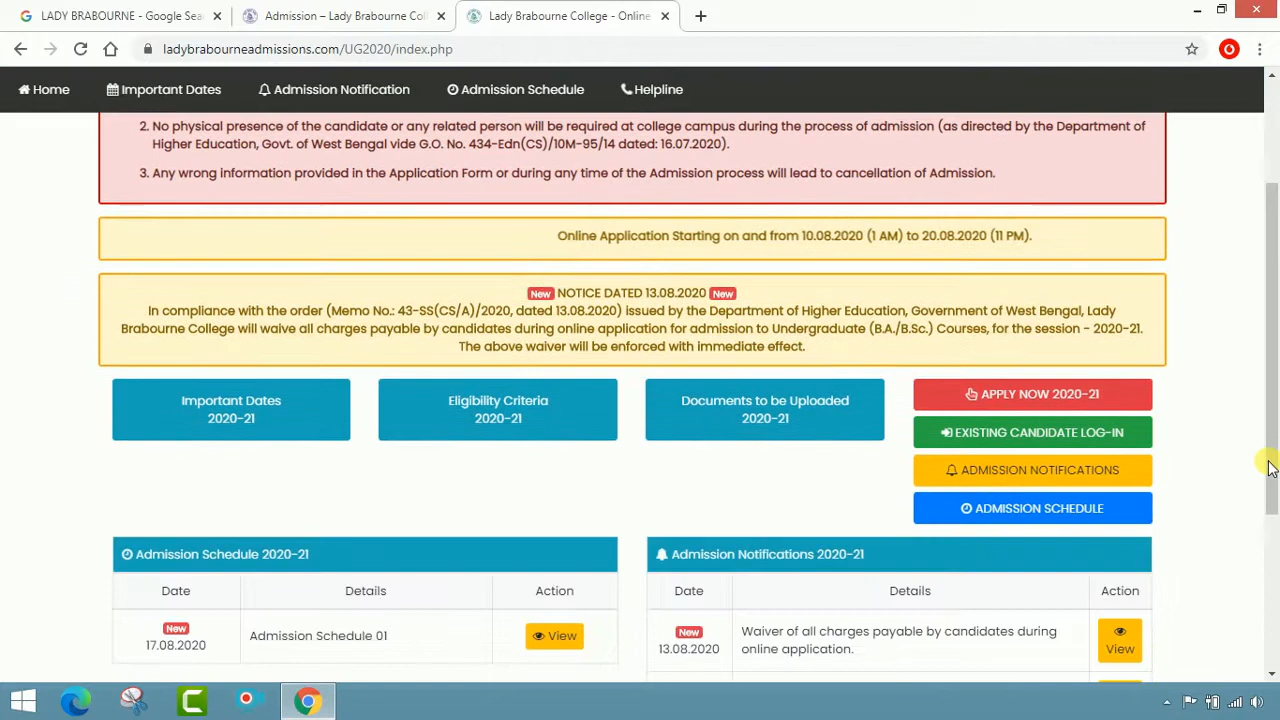 LADY BRABOURNE - Google Sea
Admission – Lady Brabourne Coll
Lady Brabourne College - Online
ladybrabourneadmissions.com/UG2020/index.php
Home
Important Dates
Admission Notification
Admission Schedule
Helpline
2. No physical presence of the candidate or any related person will be required at college campus during the process of admission (as directed by the Department of
Higher Education, Govt. of West Bengal vide G.O. No. 434-Edn(CS)/10M-95/14 dated: 16.07.2020).
3. Any wrong information provided in the Application Form or during any time of the Admission process will lead to cancellation of Admission.
Online Application Starting on and from 10.08.2020 (1 AM) to 20.08.2020 (11 PM).
New NOTICE DATED 13.08.2020 New
In compliance with the order (Memo No.: 43-SS(CS/A)/2020, dated 13.08.2020) issued by the Department of Higher Education, Government of West Bengal, Lady
Brabourne College will waive all charges payable by candidates during online application for admission to Undergraduate (B.A./B.Sc.) Courses, for the session - 2020-21.
The above waiver will be enforced with immediate effect.
Important Dates
2020-21
Eligibility Criteria
2020-21
Documents to be Uploaded
2020-21
APPLY NOW 2020-21
EXISTING CANDIDATE LOG-IN
ADMISSION NOTIFICATIONS
ADMISSION SCHEDULE
Admission Schedule 2020-21
Date Details Action
New
17.08.2020
Admission Schedule 01
View
Admission Notifications 2020-21
Date Details Action
New
13.08.2020
Waiver of all charges payable by candidates during
online application.
View